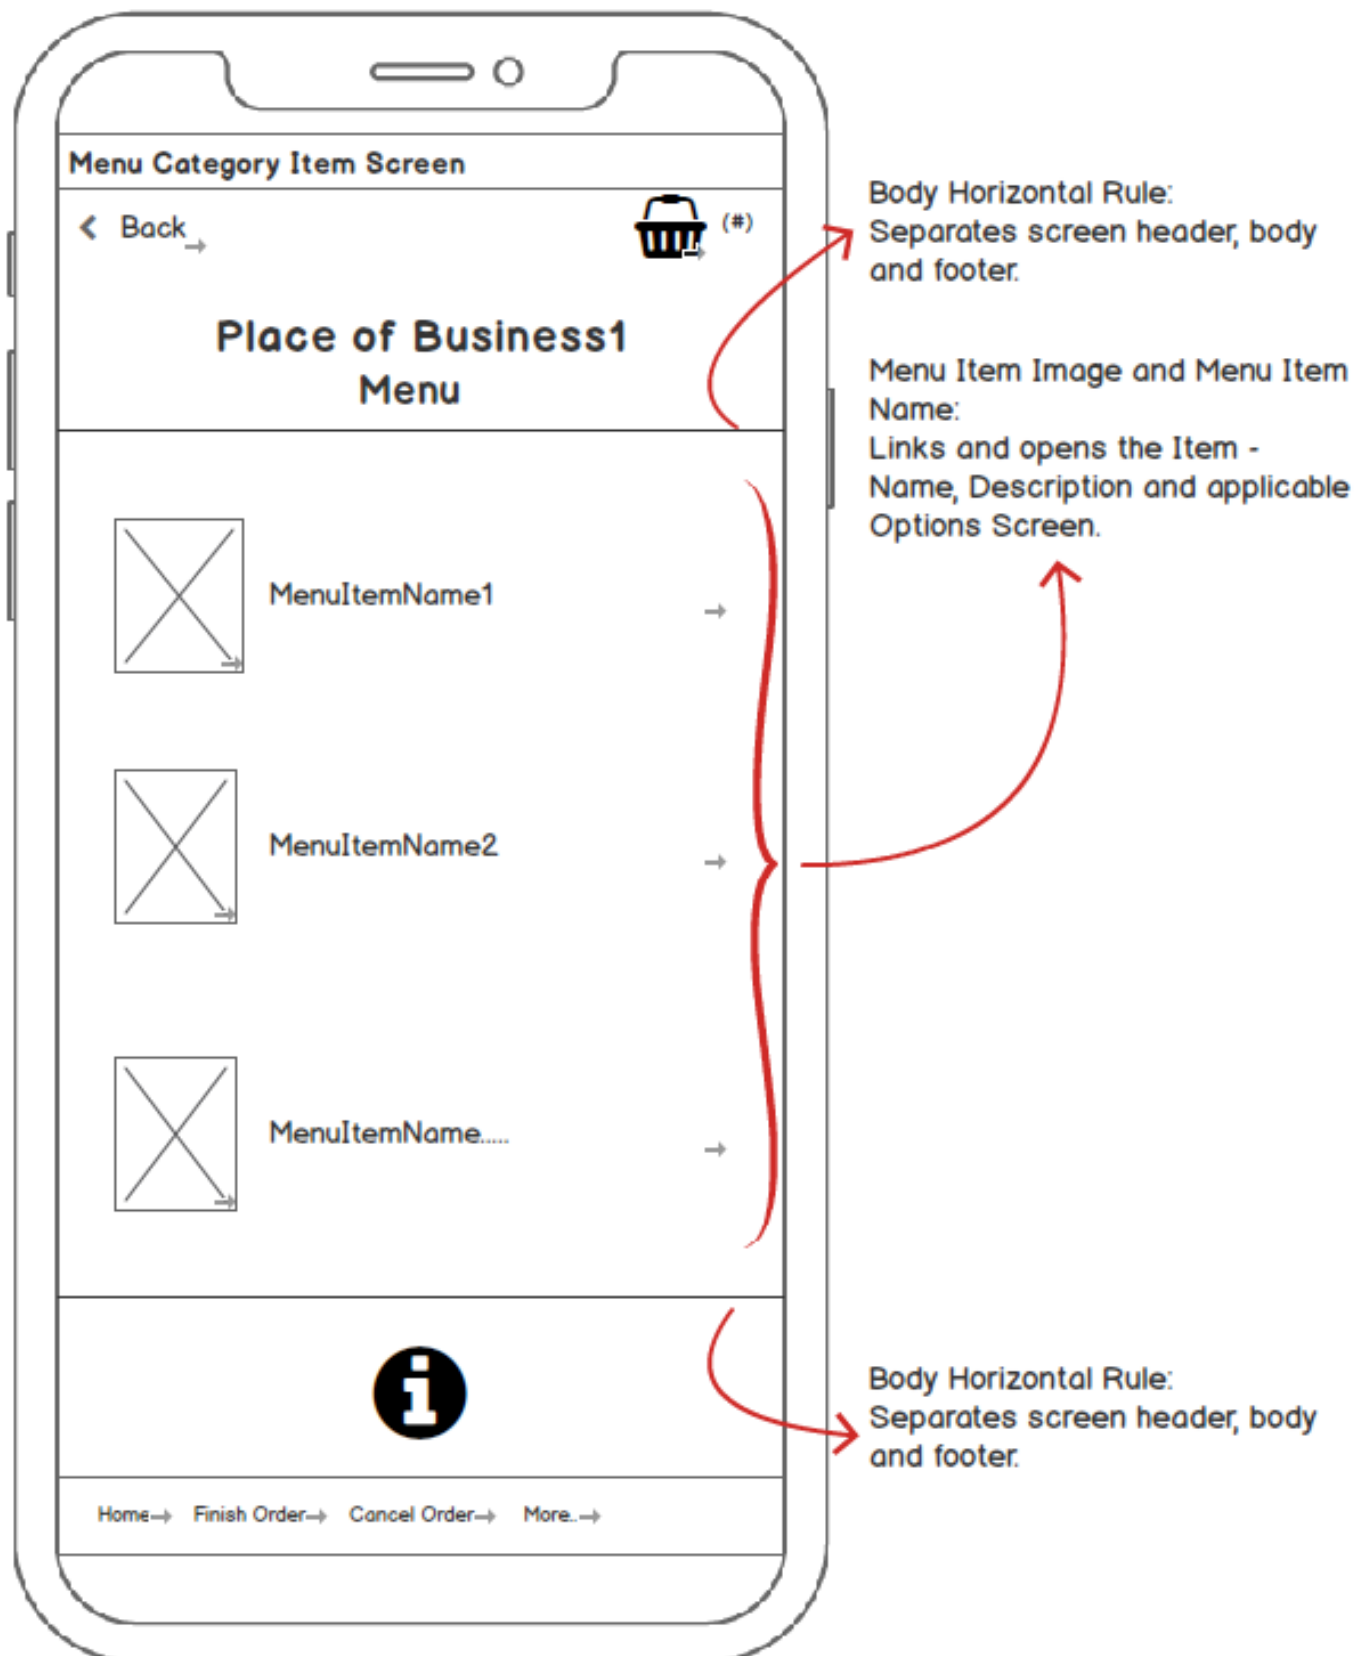 Menu Category Item Screen
Back
(#)
Place of Business1
Menu
MenuItemName1
MenuItemName2
MenuItemName.....
Home
Finish Order
Cancel Order
More..
Body Horizontal Rule:
Separates screen header, body
and footer.
Menu Item Image and Menu Item
Name:
Links and opens the Item -
Name, Description and applicable
Options Screen.
Body Horizontal Rule:
Separates screen header, body
and footer.